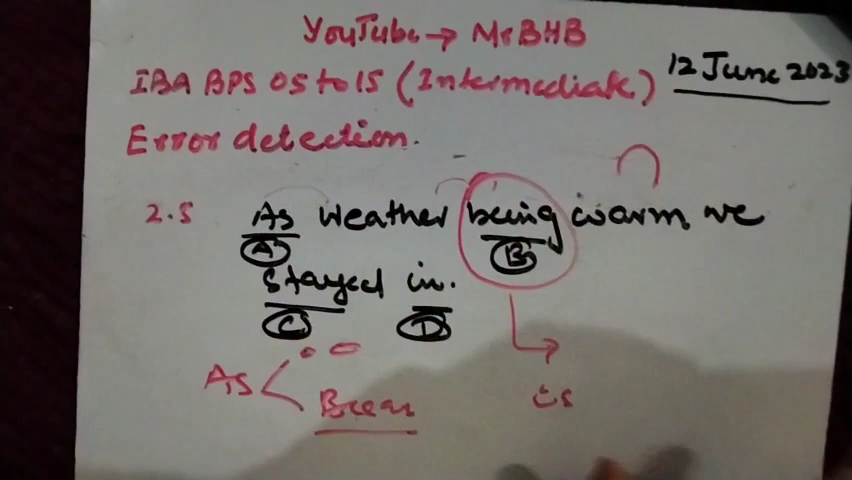 YouTube → MrBHB
IBA BPS 05 to 15 (Intermediate) 12 June 2023
Error detection.
2.5 As weather being warm we
A B
stayed in.
C D
As
is